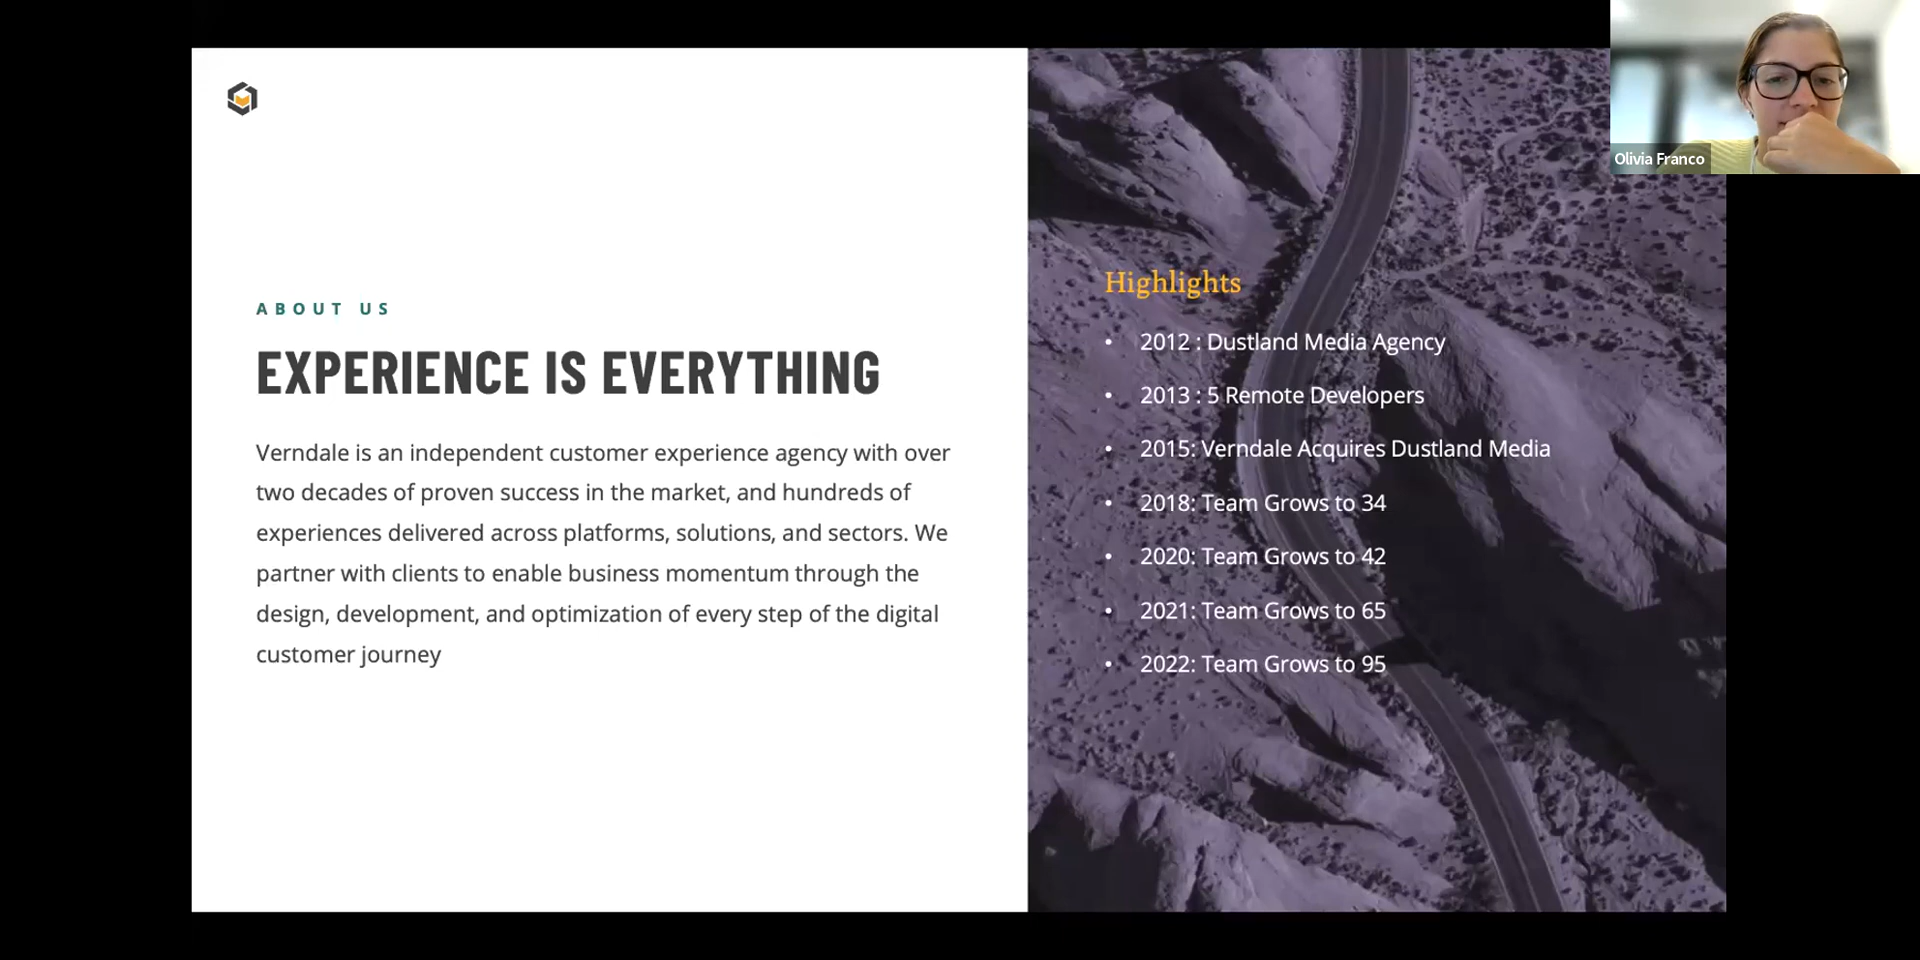 ABOUT US
EXPERIENCE IS EVERYTHING
Verndale is an independent customer experience agency with over
two decades of proven success in the market, and hundreds of
experiences delivered across platforms, solutions, and sectors. We
partner with clients to enable business momentum through the
design, development, and optimization of every step of the digital
customer journey
Highlights
• 2012 : Dustland Media Agency
• 2013 : 5 Remote Developers
• 2015: Verndale Acquires Dustland Media
• 2018: Team Grows to 34
• 2020: Team Grows to 42
• 2021: Team Grows to 65
• 2022: Team Grows to 95
Olivia Franco